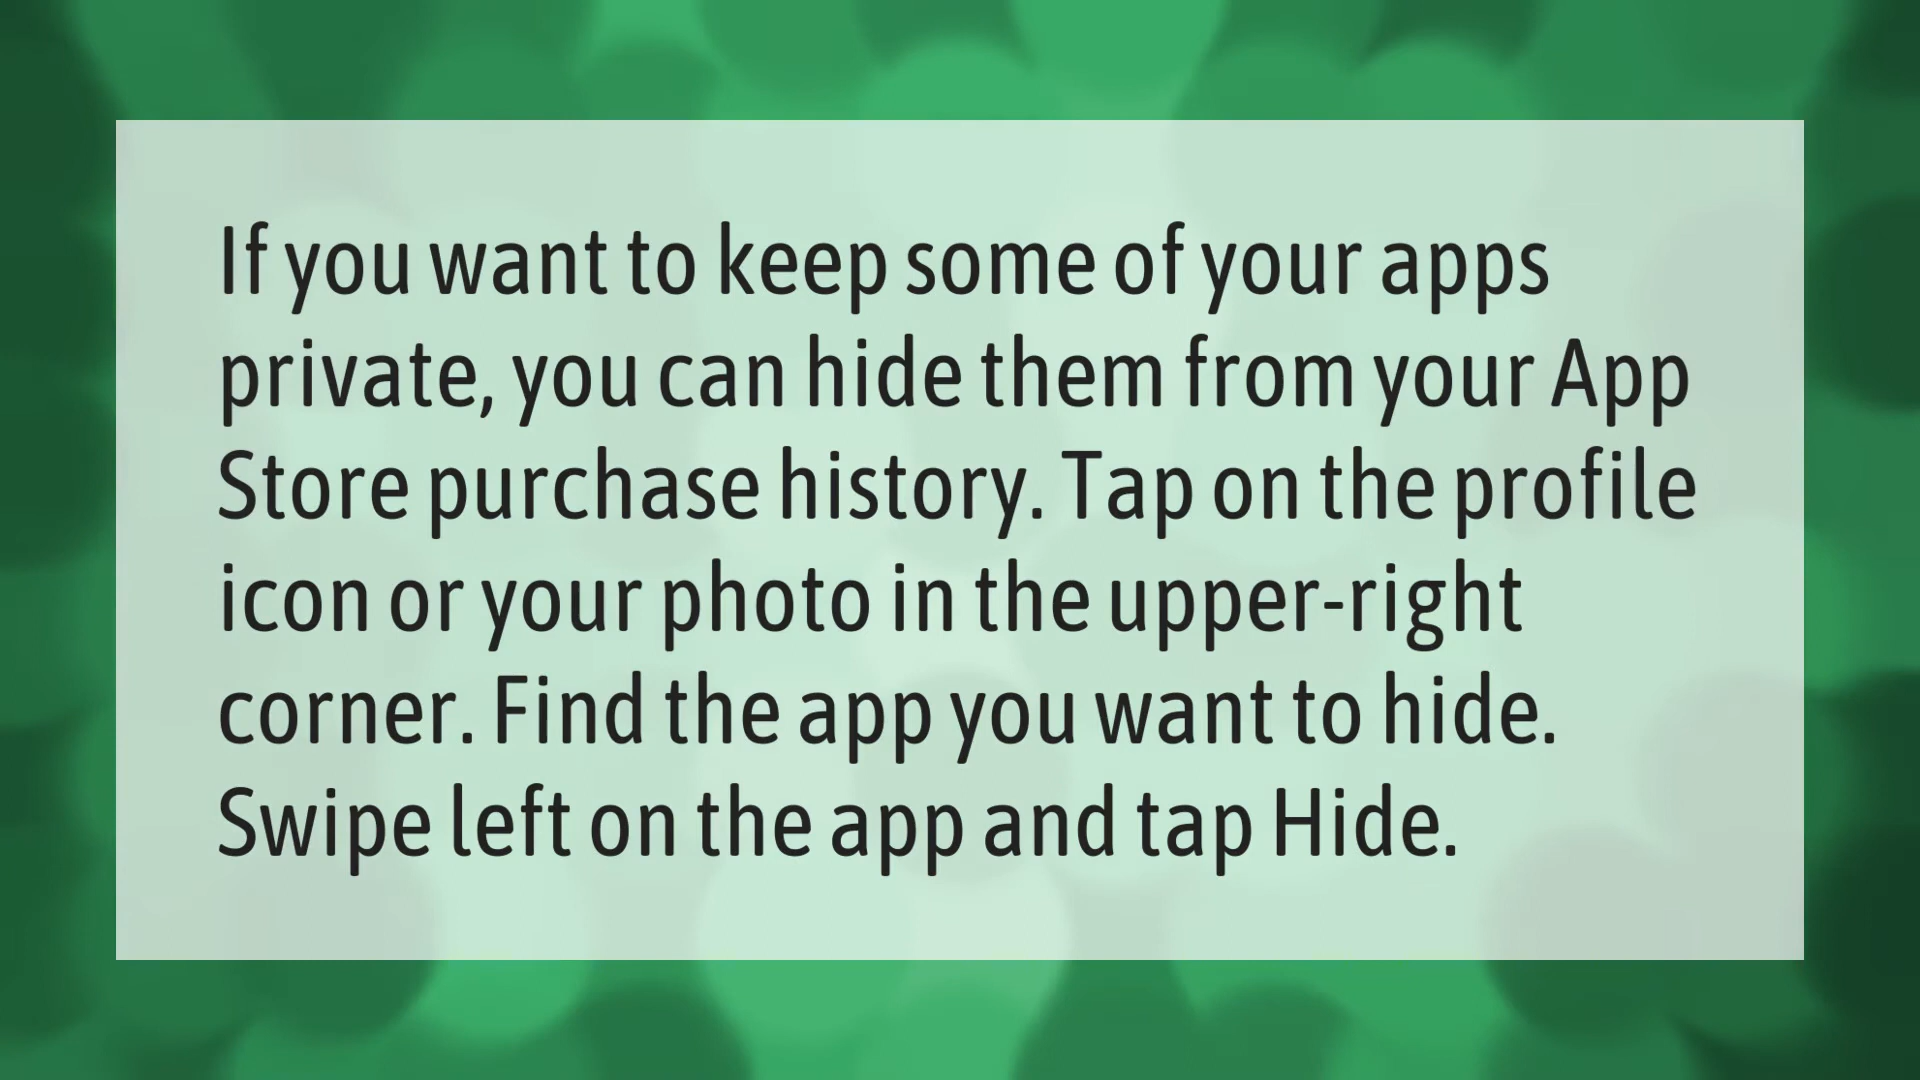 If you want to keep some of your apps
private, you can hide them from your App
Store purchase history. Tap on the profile
icon or your photo in the upper-right
corner. Find the app you want to hide.
Swipe left on the app and tap Hide.